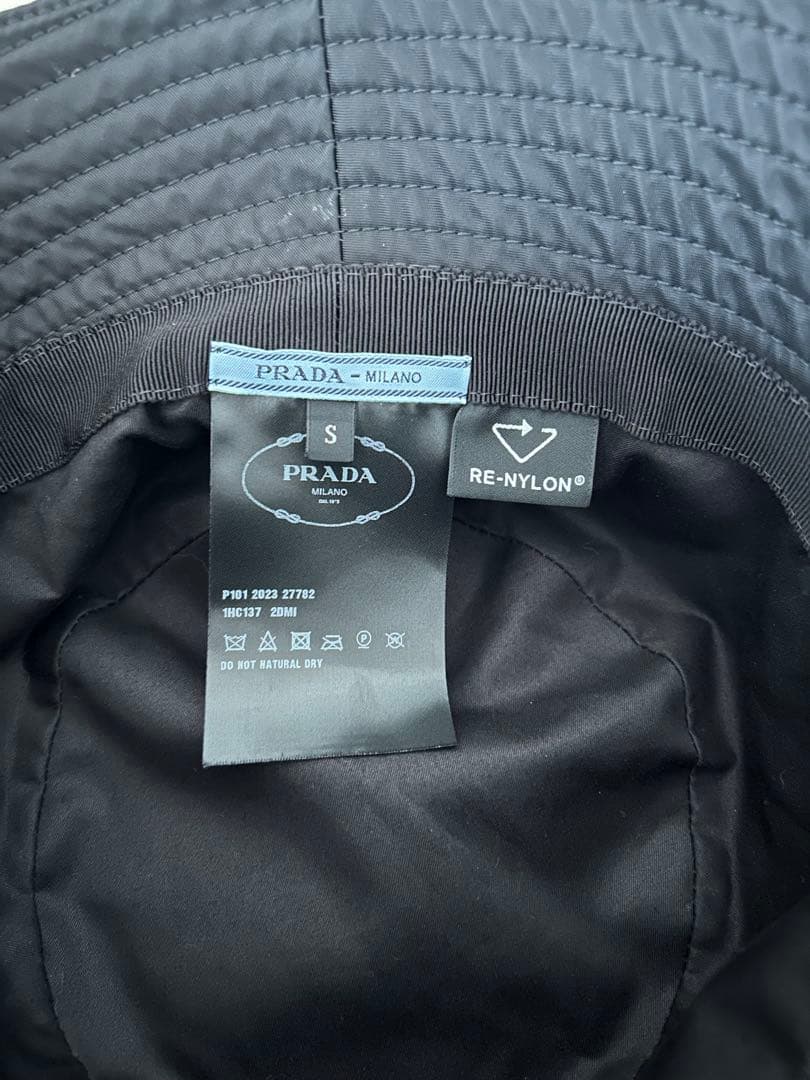 PRADA - MILANO
S
PRADA
MILANO
RE-NYLON®
P101 2023 27782
1HC137 2DMI
P
DO NOT NATURAL DRY